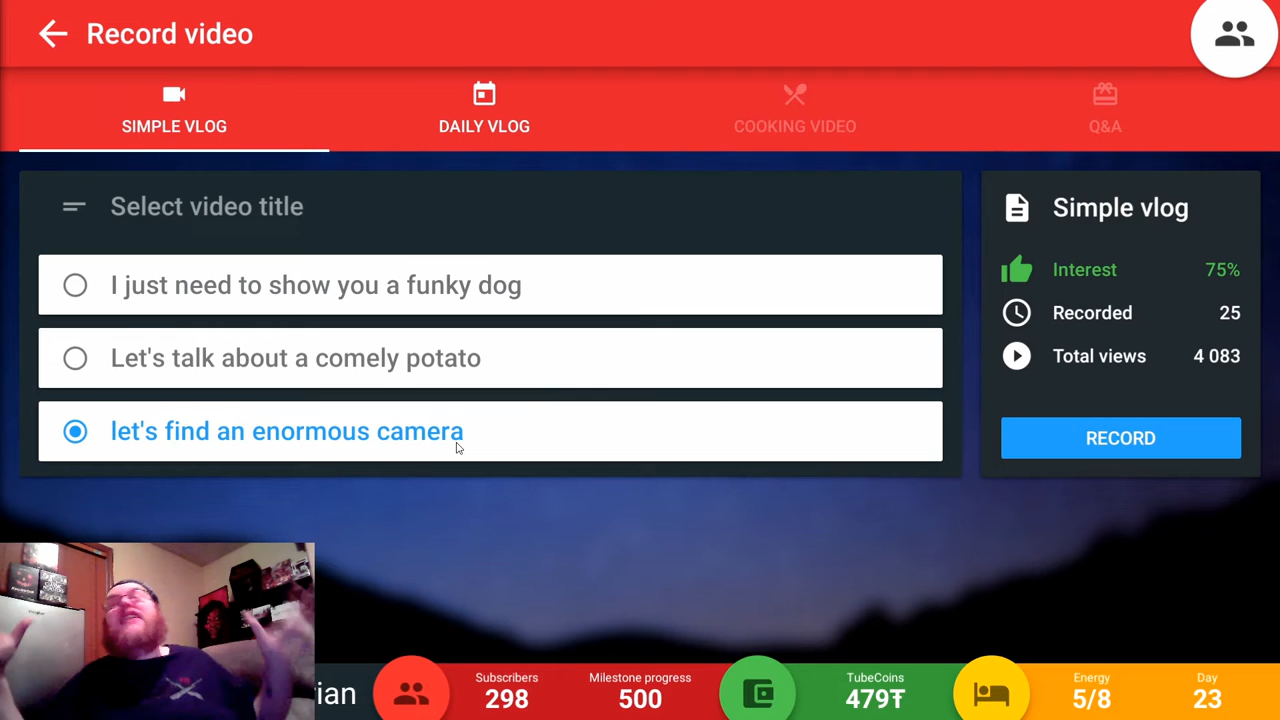 Record video
SIMPLE VLOG
DAILY VLOG
COOKING VIDEO
Q&A
Select video title
I just need to show you a funky dog
Let's talk about a comely potato
let's find an enormous camera
Simple vlog
Interest 75%
Recorded 25
Total views 4 083
RECORD
ian
Subscribers
298
Milestone progress
500
TubeCoins
479Ŧ
Energy
5/8
Day
23